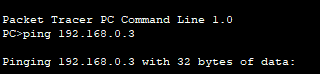 Packet Tracer PC Command Line 1.0
PC>ping 192.168.0.3
Pinging 192.168.0.3 with 32 bytes of data: